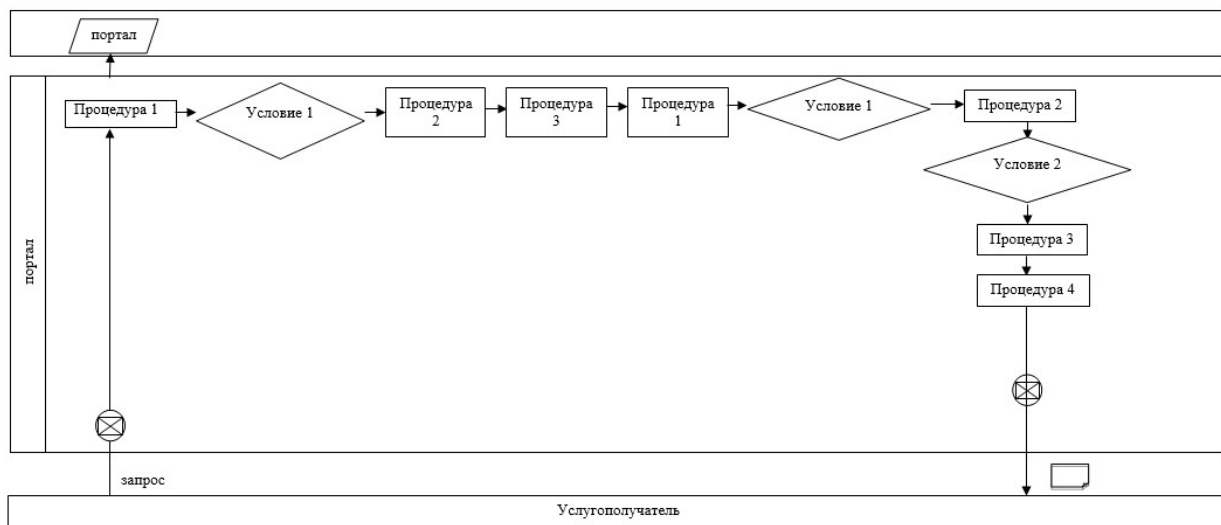 портал
Процедура 1
Условие 1
Процедура
2
Процедура
3
Процедура
1
Условие 1
Процедура 2
Условие 2
Процедура 3
Процедура 4
портал
запрос
Услугополучатель